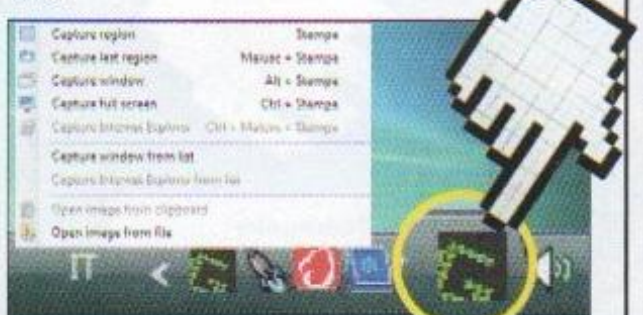 Capture region Stampa
Capture last region Maiusc + Stampa
Capture window Alt + Stampa
Capture full screen Ctrl + Stampa
Capture Internet Explorer Ctrl + Maiusc + Stampa
Capture window from list
Capture Internet Explorer from list
Open image from clipboard
Open image from file
IT